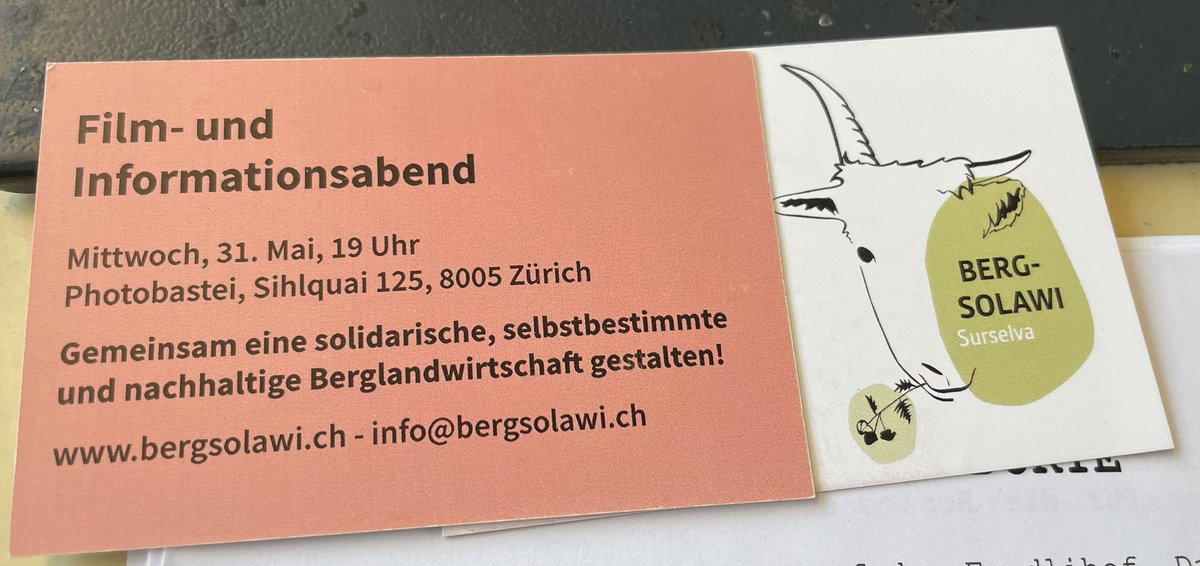 Film- und
Informationsabend
Mittwoch, 31. Mai, 19 Uhr
Photobastei, Sihlquai 125, 8005 Zürich
Gemeinsam eine solidarische, selbstbestimmte
und nachhaltige Berglandwirtschaft gestalten!
www.bergsolawi.ch - info@bergsolawi.ch
BERG-
SOLAWI
Surselva